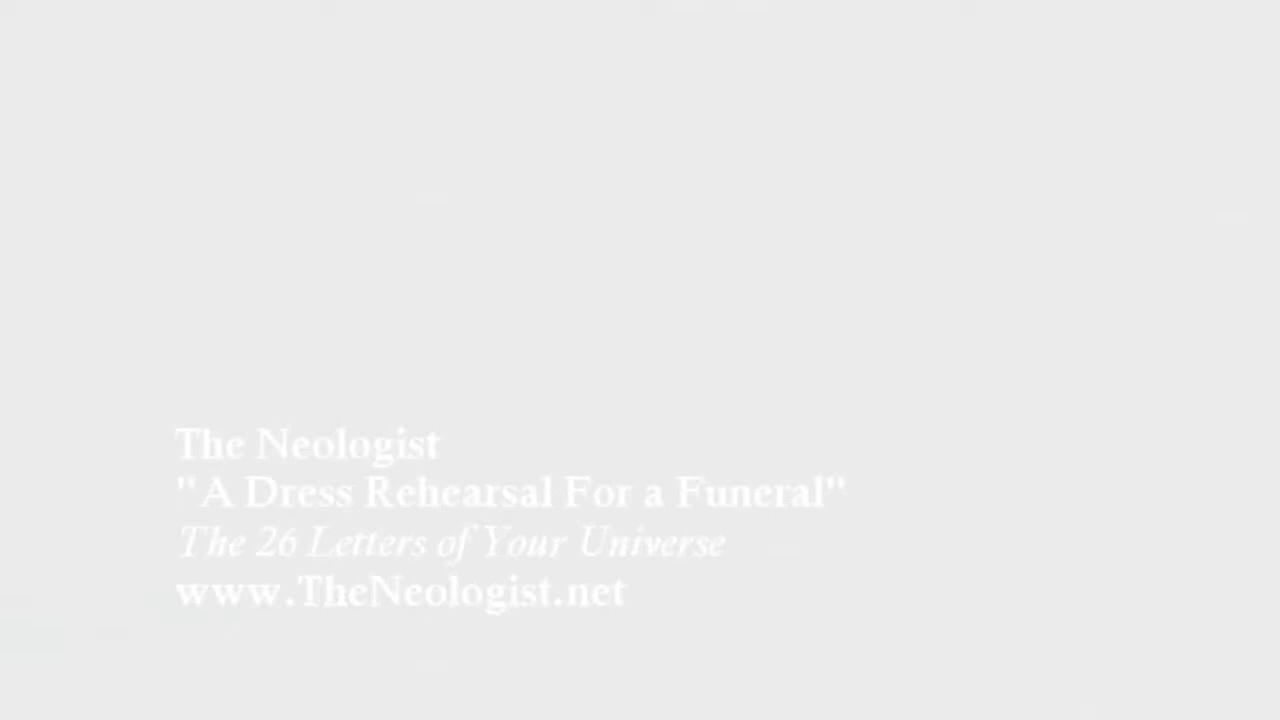 The Neologist
"A Dress Rehearsal For a Funeral"
The 26 Letters of Your Universe
www.TheNeologist.net